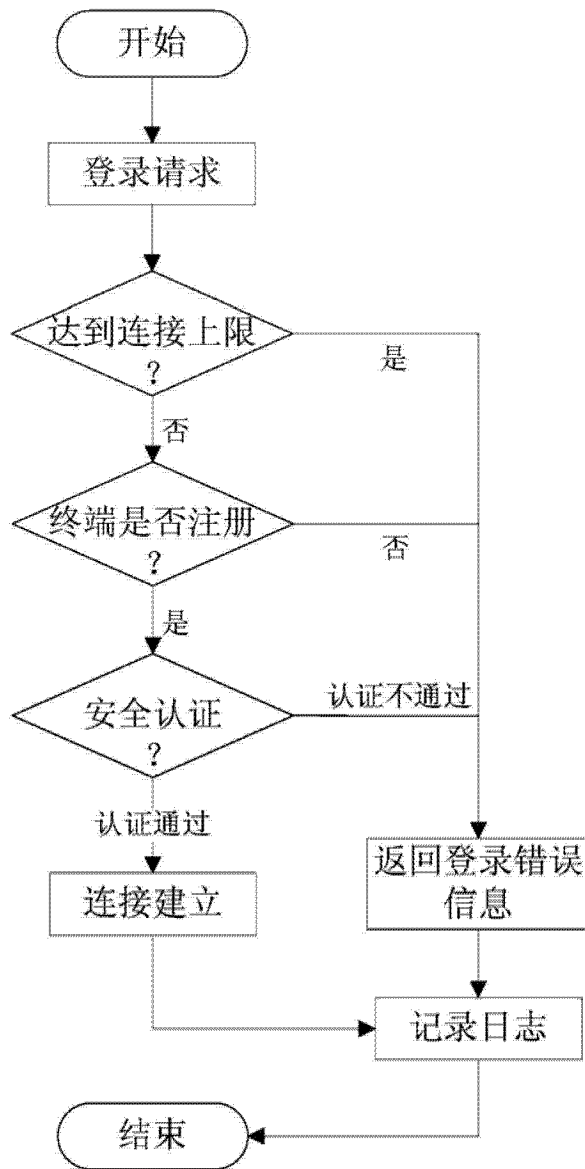 开始
登录请求
达到连接上限
?
是
否
终端是否注册
?
否
是
安全认证
?
认证不通过
认证通过
连接建立
返回登录错误
信息
记录日志
结束